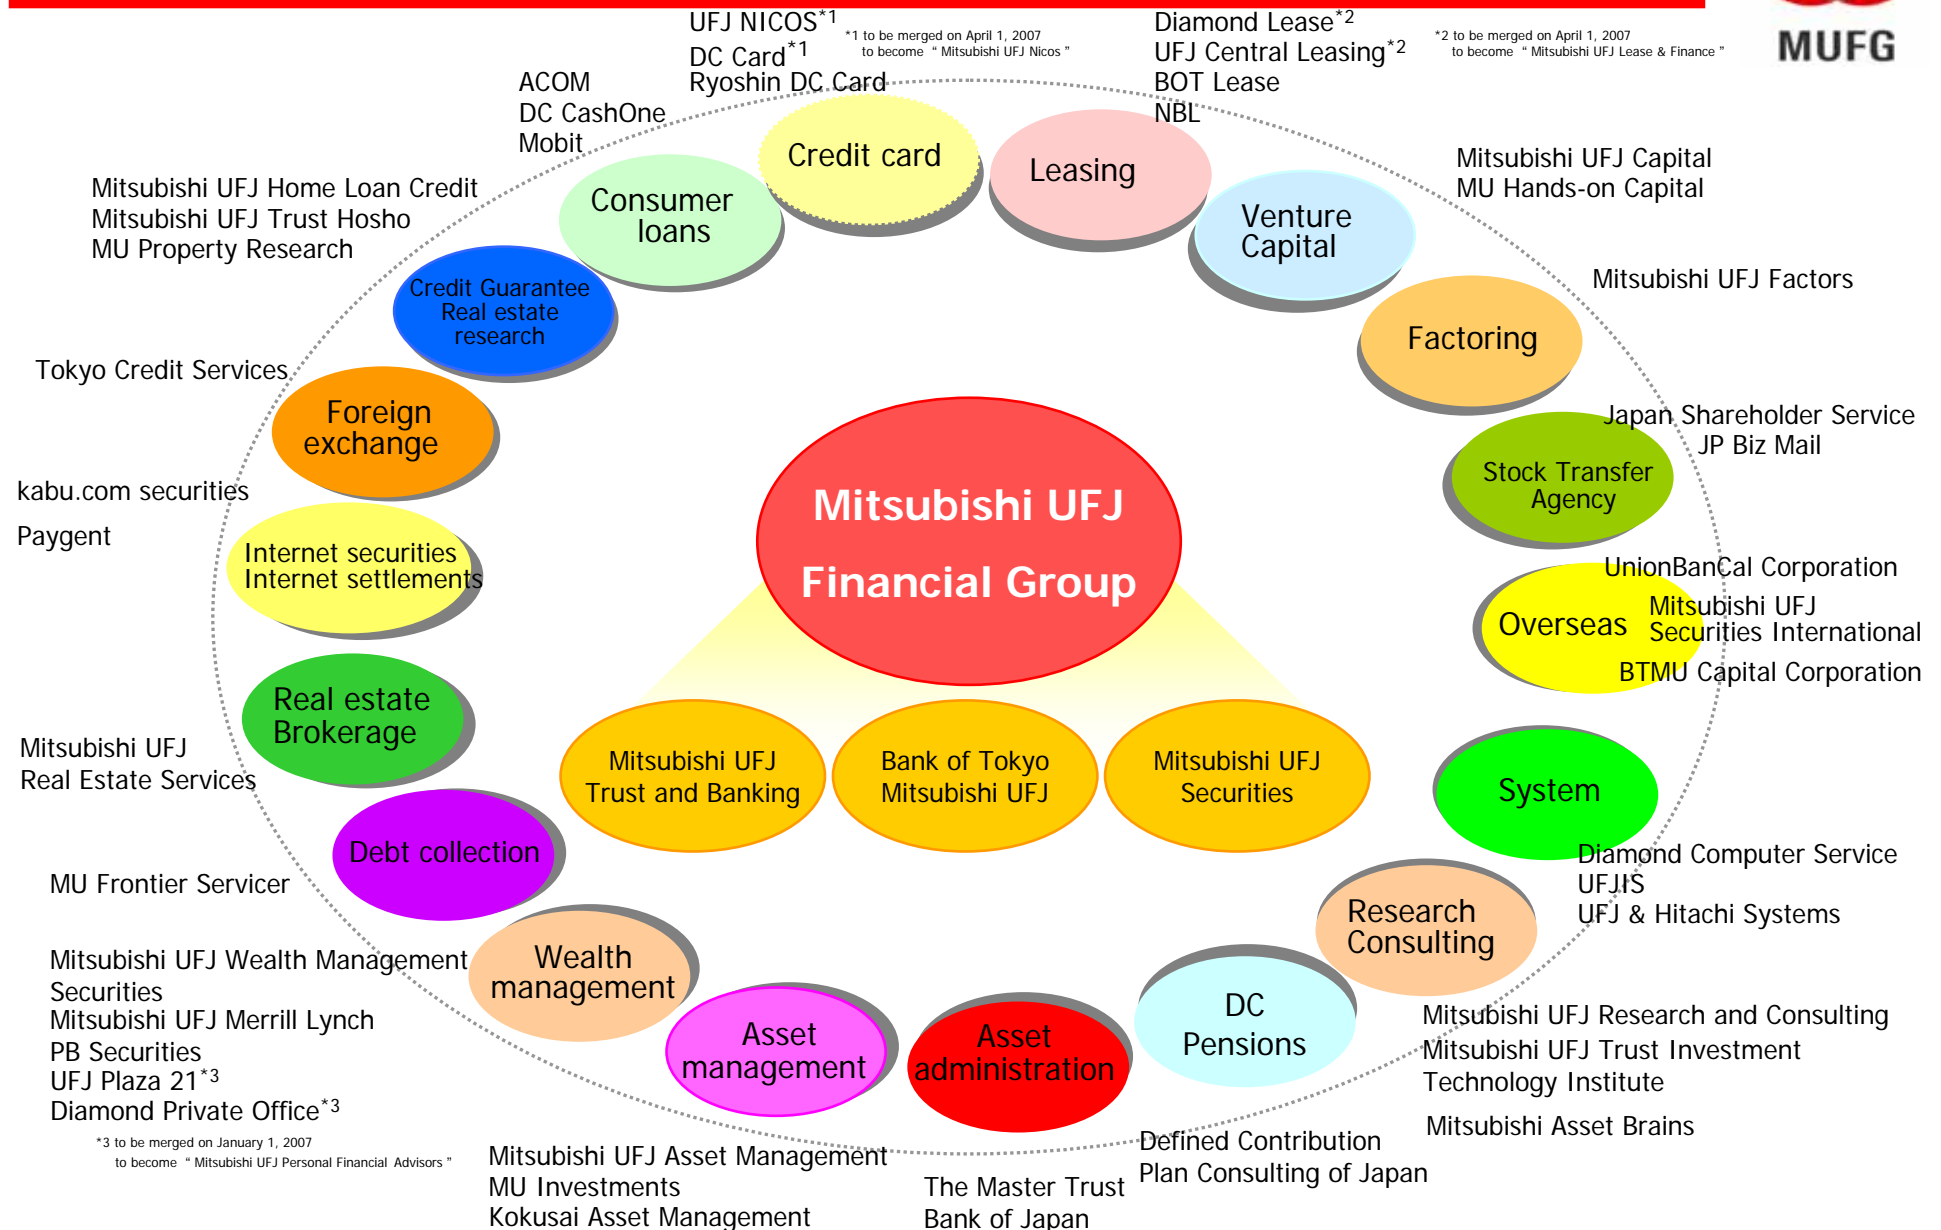 UFJ NICOS*1
DC Card*1
Ryoshin DC Card
*1 to be merged on April 1, 2007
to become “ Mitsubishi UFJ Nicos ”
Diamond Lease*2
UFJ Central Leasing*2
BOT Lease
NBL
*2 to be merged on April 1, 2007
to become “ Mitsubishi UFJ Lease & Finance ”
MUFG
ACOM
DC CashOne
Mobit
Credit card
Leasing
Mitsubishi UFJ Capital
MU Hands-on Capital
Mitsubishi UFJ Home Loan Credit
Mitsubishi UFJ Trust Hosho
MU Property Research
Consumer
loans
Venture
Capital
Mitsubishi UFJ Factors
Credit Guarantee
Real estate
research
Factoring
Tokyo Credit Services
Foreign
exchange
Japan Shareholder Service
JP Biz Mail
Stock Transfer
Agency
kabu.com securities
Paygent
Internet securities
Internet settlements
Mitsubishi UFJ
Financial Group
UnionBanCal Corporation
Overseas
Mitsubishi UFJ
Securities International
BTMU Capital Corporation
Real estate
Brokerage
Mitsubishi UFJ
Real Estate Services
Mitsubishi UFJ
Trust and Banking
Bank of Tokyo
Mitsubishi UFJ
Mitsubishi UFJ
Securities
System
Diamond Computer Service
UFJIS
UFJ & Hitachi Systems
Debt collection
MU Frontier Servicer
Research
Consulting
Mitsubishi UFJ Wealth Management
Securities
Mitsubishi UFJ Merrill Lynch
PB Securities
UFJ Plaza 21*3
Diamond Private Office*3
*3 to be merged on January 1, 2007
to become “ Mitsubishi UFJ Personal Financial Advisors ”
Wealth
management
Asset
management
Asset
administration
DC
Pensions
Mitsubishi UFJ Research and Consulting
Mitsubishi UFJ Trust Investment
Technology Institute
Mitsubishi Asset Brains
Mitsubishi UFJ Asset Management
MU Investments
Kokusai Asset Management
The Master Trust
Bank of Japan
Defined Contribution
Plan Consulting of Japan